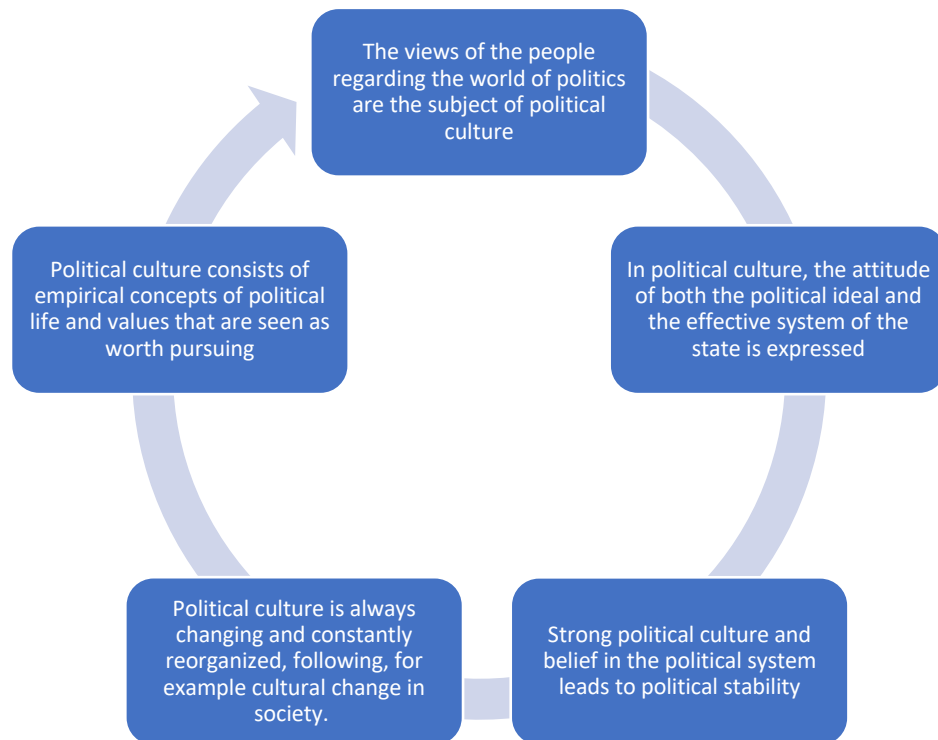 The views of the people
regarding the world of politics
are the subject of political
culture
In political culture, the attitude
of both the political ideal and
the effective system of the
state is expressed
Strong political culture and
belief in the political system
leads to political stability
Political culture is always
changing and constantly
reorganized, following, for
example cultural change in
society.
Political culture consists of
empirical concepts of political
life and values that are seen as
worth pursuing